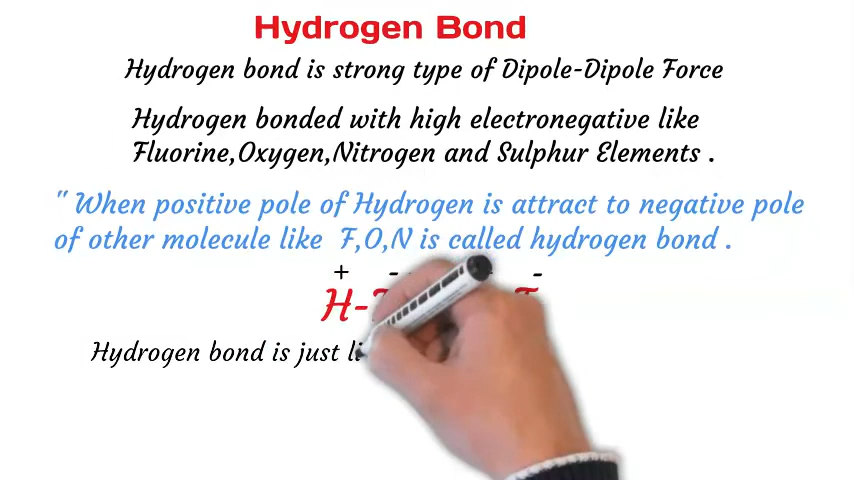 Hydrogen Bond
Hydrogen bond is strong type of Dipole-Dipole Force
Hydrogen bonded with high electronegative like
Fluorine,Oxygen,Nitrogen and Sulphur Elements .
" When positive pole of Hydrogen is attract to negative pole
of other molecule like F,O,N is called hydrogen bond .
+ - -
H- F
Hydrogen bond is just li